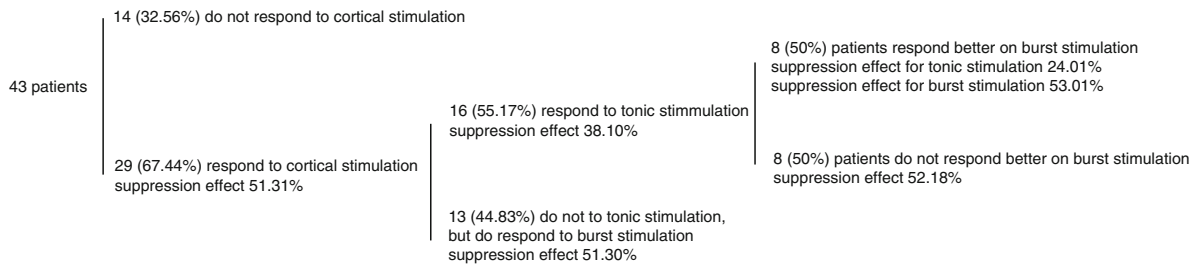 43 patients
14 (32.56%) do not respond to cortical stimulation
29 (67.44%) respond to cortical stimulation
suppression effect 51.31%
16 (55.17%) respond to tonic stimmulation
suppression effect 38.10%
13 (44.83%) do not to tonic stimulation,
but do respond to burst stimulation
suppression effect 51.30%
8 (50%) patients respond better on burst stimulation
suppression effect for tonic stimulation 24.01%
suppression effect for burst stimulation 53.01%
8 (50%) patients do not respond better on burst stimulation
suppression effect 52.18%